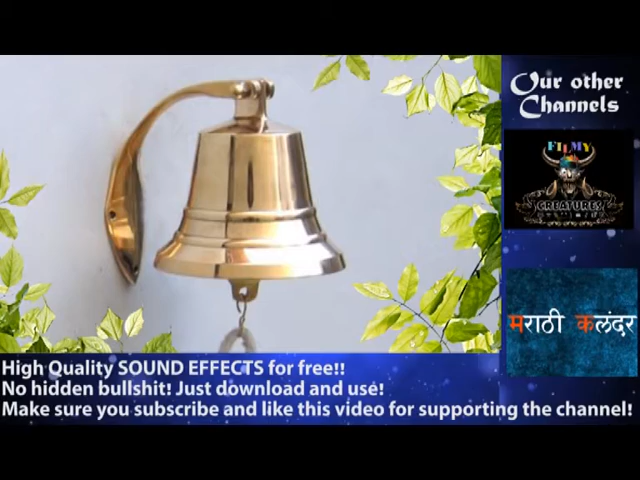 Our other
Channels
FILMY
CREATURES
मराठी कलंदर
High Quality SOUND EFFECTS for free!!
No hidden bullshit! Just download and use!
Make sure you subscribe and like this video for supporting the channel!